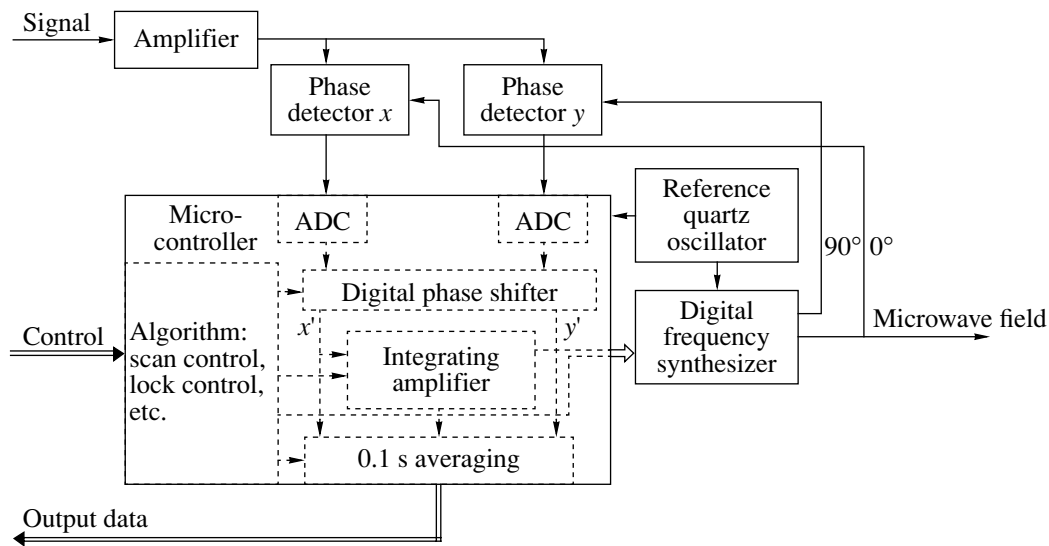 Signal
Amplifier
Phase
detector x
Phase
detector y
Micro-
controller
ADC
ADC
Reference
quartz
oscillator
90° 0°
Digital phase shifter
x'
y'
Control
Algorithm:
scan control,
lock control,
etc.
Integrating
amplifier
Digital
frequency
synthesizer
Microwave field
0.1 s averaging
Output data